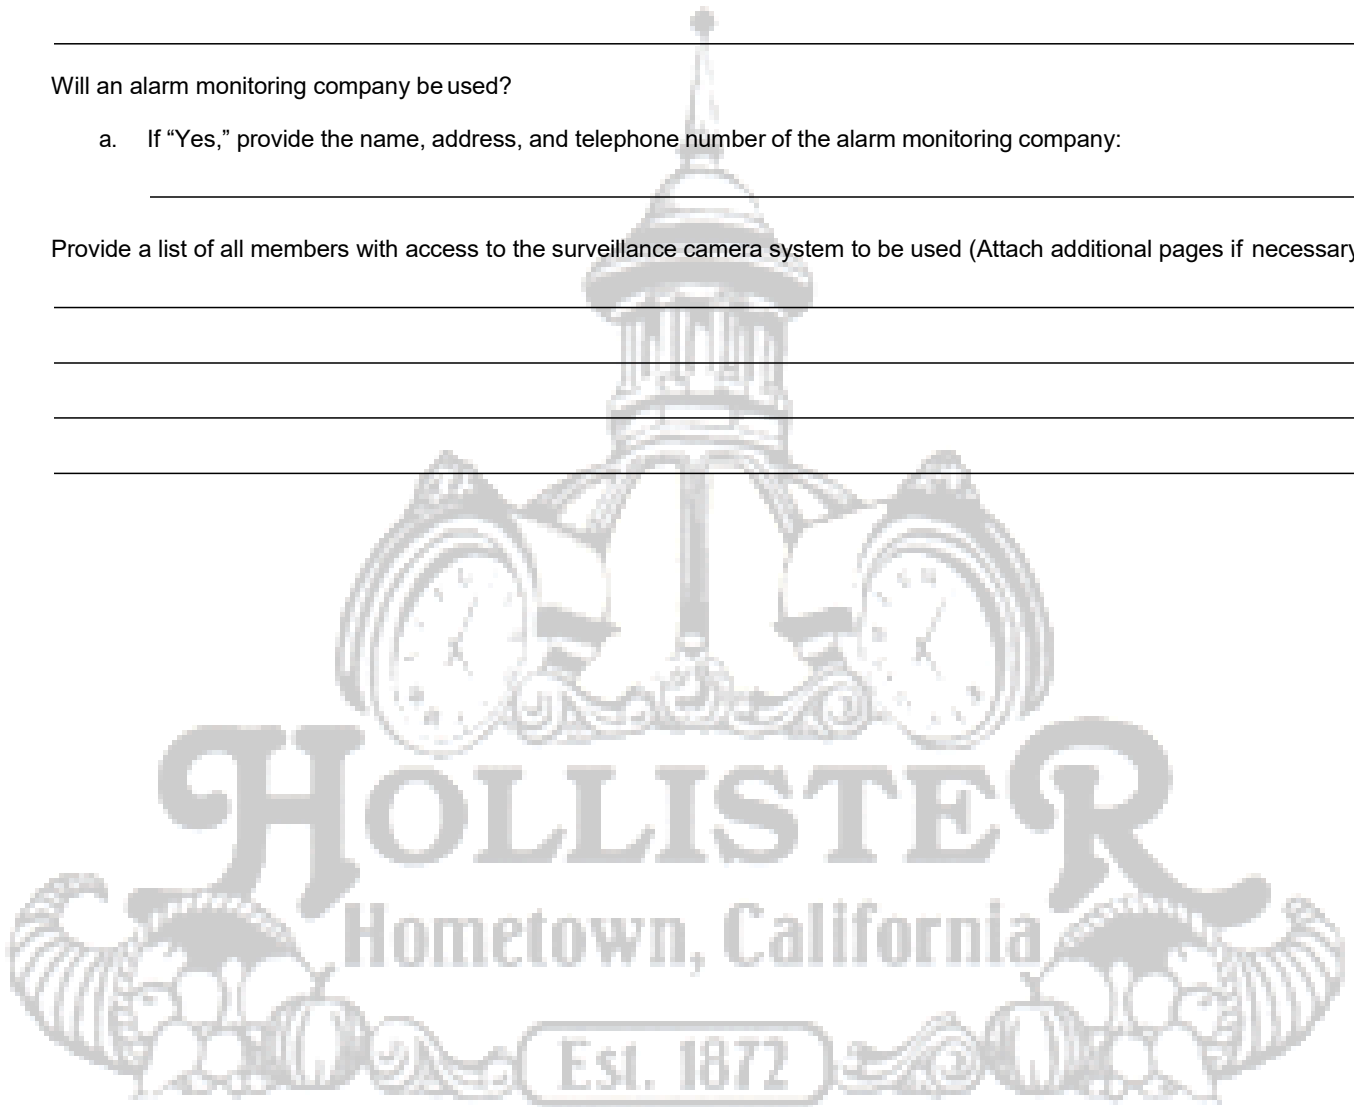 Will an alarm monitoring company be used?
a. If “Yes,” provide the name, address, and telephone number of the alarm monitoring company:
Provide a list of all members with access to the surveillance camera system to be used (Attach additional pages if necessary
HOLLISTER
Hometown, California
Est. 1872